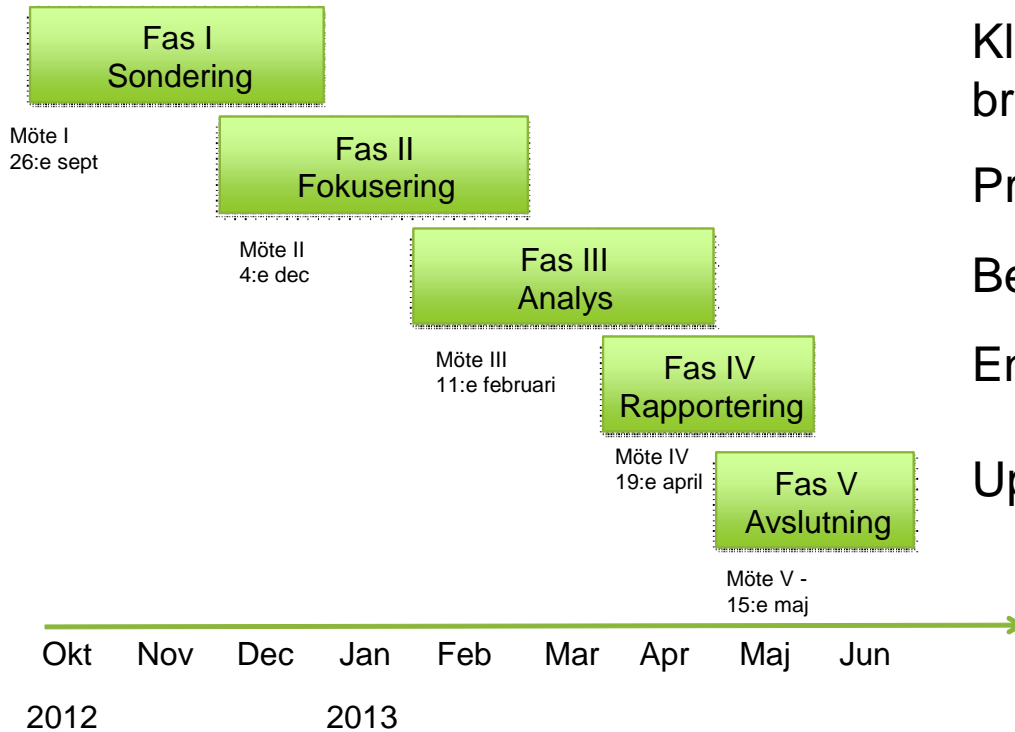 Fas I
Sondering
Möte I
26:e sept
Fas II
Fokusering
Möte II
4:e dec
Fas III
Analys
Möte III
11:e februari
Fas IV
Rapportering
Möte IV
19:e april
Fas V
Avslutning
Möte V -
15:e maj
Okt Nov Dec Jan Feb Mar Apr Maj Jun
2012 2013